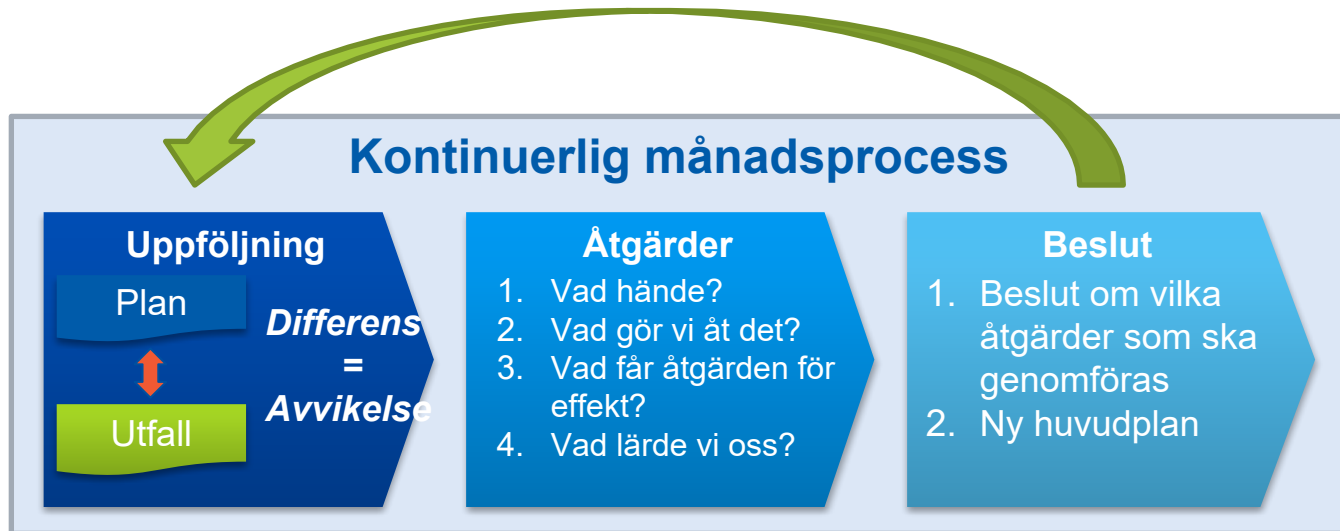 Kontinuerlig månadsprocess
Uppföljning
Plan
Utfall
Differens
=
Avvikelse
Åtgärder
1. Vad hände?
2. Vad gör vi åt det?
3. Vad får åtgärden för
effekt?
4. Vad lärde vi oss?
Beslut
1. Beslut om vilka
åtgärder som ska
genomföras
2. Ny huvudplan